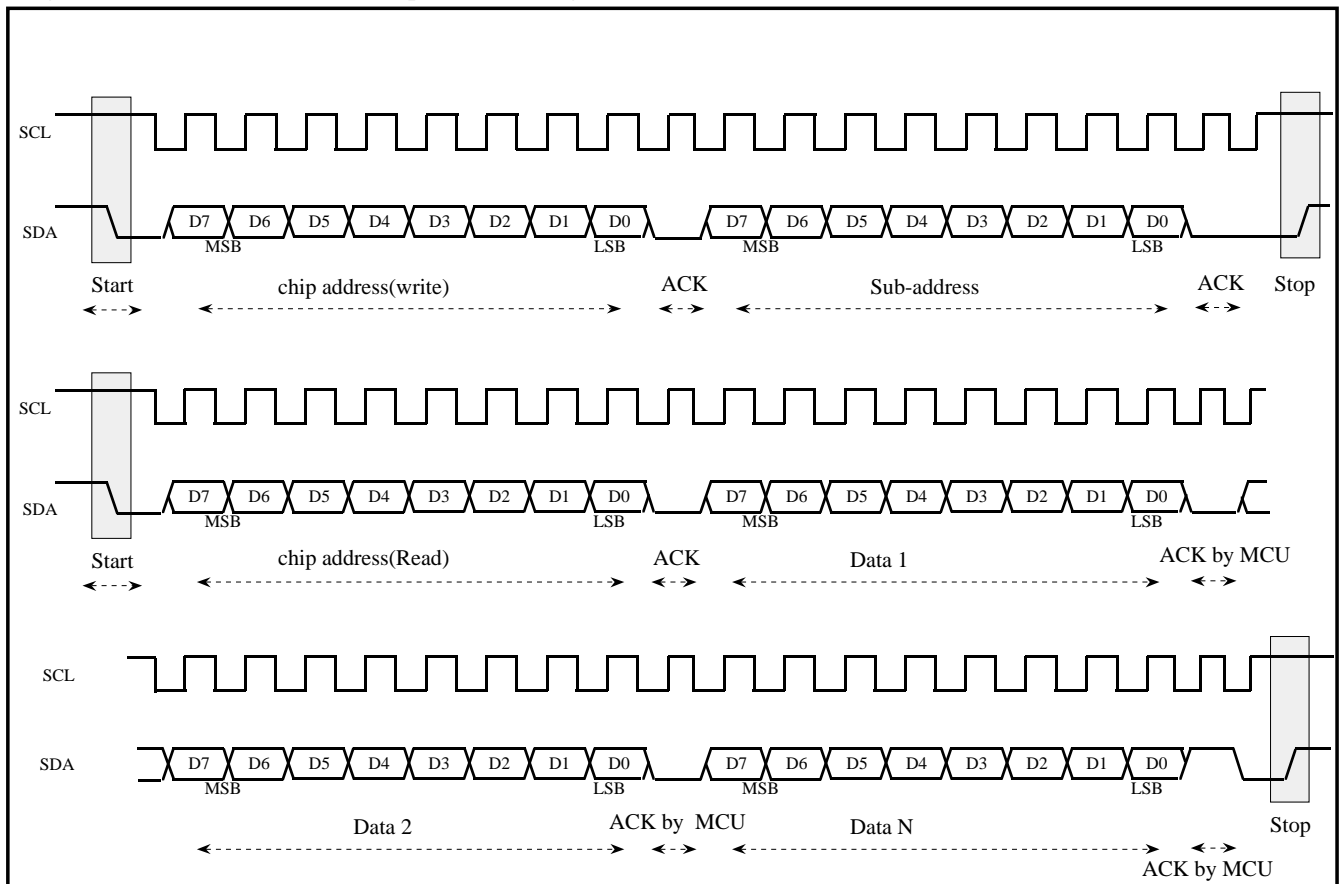 SCL
SDA D7 D6 D5 D4 D3 D2 D1 D0 D7 D6 D5 D4 D3 D2 D1 D0
MSB LSB MSB LSB
Start chip address(write) ACK Sub-address ACK Stop
SCL
SDA D7 D6 D5 D4 D3 D2 D1 D0 D7 D6 D5 D4 D3 D2 D1 D0
MSB LSB MSB LSB
Start chip address(Read) ACK Data 1 ACK by MCU
SCL
SDA D7 D6 D5 D4 D3 D2 D1 D0 D7 D6 D5 D4 D3 D2 D1 D0
MSB LSB MSB LSB
Data 2 ACK by MCU Data N Stop
ACK by MCU